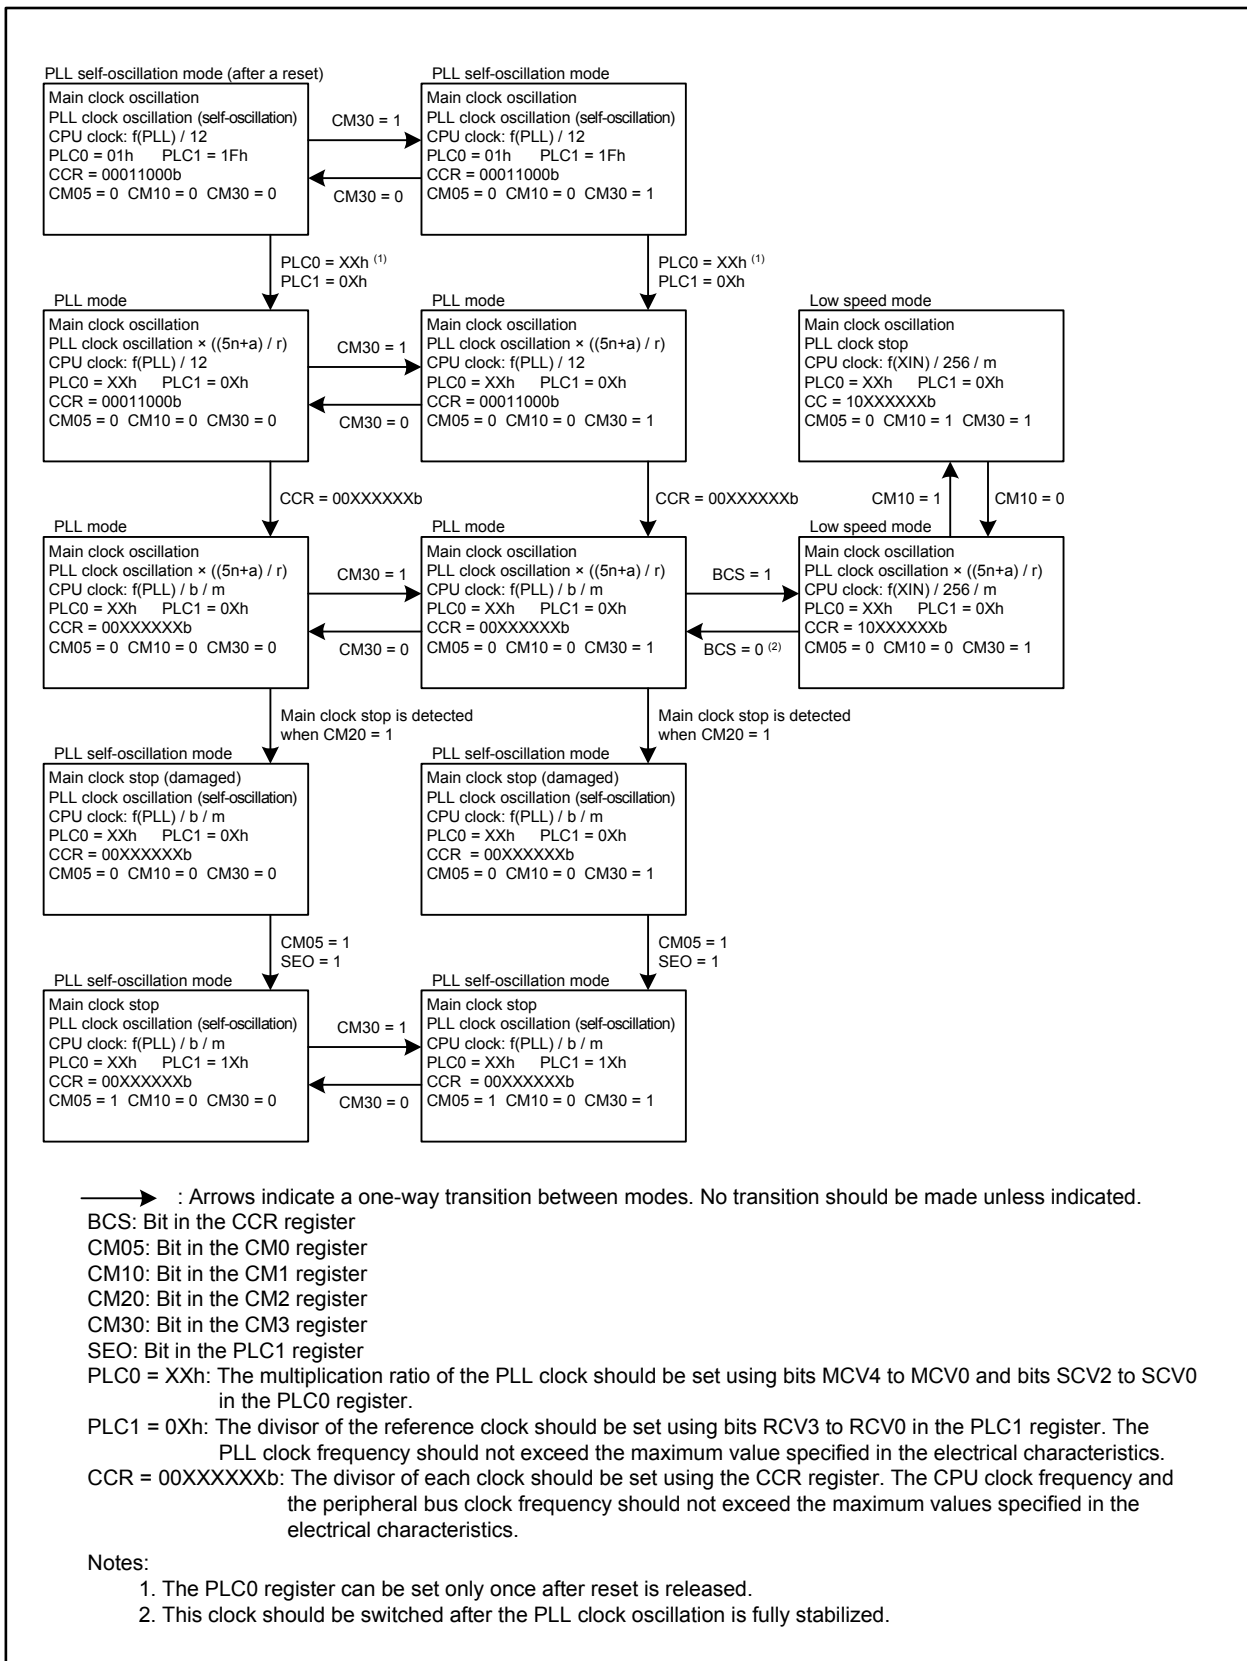 PLL self-oscillation mode (after a reset)
Main clock oscillation
PLL clock oscillation (self-oscillation)
CPU clock: f(PLL) / 12
PLC0 = 01h PLC1 = 1Fh
CCR = 00011000b
CM05 = 0 CM10 = 0 CM30 = 0
CM30 = 1
CM30 = 0
PLL self-oscillation mode
Main clock oscillation
PLL clock oscillation (self-oscillation)
CPU clock: f(PLL) / 12
PLC0 = 01h PLC1 = 1Fh
CCR = 00011000b
CM05 = 0 CM10 = 0 CM30 = 1
PLC0 = XXh (1)
PLC1 = 0Xh
PLC0 = XXh (1)
PLC1 = 0Xh
PLL mode
Main clock oscillation
PLL clock oscillation × ((5n+a) / r)
CPU clock: f(PLL) / 12
PLC0 = XXh PLC1 = 0Xh
CCR = 00011000b
CM05 = 0 CM10 = 0 CM30 = 0
CM30 = 1
CM30 = 0
PLL mode
Main clock oscillation
PLL clock oscillation × ((5n+a) / r)
CPU clock: f(PLL) / 12
PLC0 = XXh PLC1 = 0Xh
CCR = 00011000b
CM05 = 0 CM10 = 0 CM30 = 1
Low speed mode
Main clock oscillation
PLL clock stop
CPU clock: f(XIN) / 256 / m
PLC0 = XXh PLC1 = 0Xh
CC = 10XXXXXXb
CM05 = 0 CM10 = 1 CM30 = 1
CCR = 00XXXXXXb
CCR = 00XXXXXXb
CM10 = 1
CM10 = 0
PLL mode
Main clock oscillation
PLL clock oscillation × ((5n+a) / r)
CPU clock: f(PLL) / b / m
PLC0 = XXh PLC1 = 0Xh
CCR = 00XXXXXXb
CM05 = 0 CM10 = 0 CM30 = 0
CM30 = 1
CM30 = 0
PLL mode
Main clock oscillation
PLL clock oscillation × ((5n+a) / r)
CPU clock: f(PLL) / b / m
PLC0 = XXh PLC1 = 0Xh
CCR = 00XXXXXXb
CM05 = 0 CM10 = 0 CM30 = 1
BCS = 1
BCS = 0 (2)
Low speed mode
Main clock oscillation
PLL clock oscillation × ((5n+a) / r)
CPU clock: f(XIN) / 256 / m
PLC0 = XXh PLC1 = 0Xh
CCR = 10XXXXXXb
CM05 = 0 CM10 = 0 CM30 = 1
Main clock stop is detected
when CM20 = 1
Main clock stop is detected
when CM20 = 1
PLL self-oscillation mode
Main clock stop (damaged)
PLL clock oscillation (self-oscillation)
CPU clock: f(PLL) / b / m
PLC0 = XXh PLC1 = 0Xh
CCR = 00XXXXXXb
CM05 = 0 CM10 = 0 CM30 = 0
PLL self-oscillation mode
Main clock stop (damaged)
PLL clock oscillation (self-oscillation)
CPU clock: f(PLL) / b / m
PLC0 = XXh PLC1 = 0Xh
CCR = 00XXXXXXb
CM05 = 0 CM10 = 0 CM30 = 1
CM05 = 1
SEO = 1
CM05 = 1
SEO = 1
PLL self-oscillation mode
Main clock stop
PLL clock oscillation (self-oscillation)
CPU clock: f(PLL) / b / m
PLC0 = XXh PLC1 = 1Xh
CCR = 00XXXXXXb
CM05 = 1 CM10 = 0 CM30 = 0
CM30 = 1
CM30 = 0
PLL self-oscillation mode
Main clock stop
PLL clock oscillation (self-oscillation)
CPU clock: f(PLL) / b / m
PLC0 = XXh PLC1 = 1Xh
CCR = 00XXXXXXb
CM05 = 1 CM10 = 0 CM30 = 1
: Arrows indicate a one-way transition between modes. No transition should be made unless indicated.
BCS: Bit in the CCR register
CM05: Bit in the CM0 register
CM10: Bit in the CM1 register
CM20: Bit in the CM2 register
CM30: Bit in the CM3 register
SEO: Bit in the PLC1 register
PLC0 = XXh: The multiplication ratio of the PLL clock should be set using bits MCV4 to MCV0 and bits SCV2 to SCV0
in the PLC0 register.
PLC1 = 0Xh: The divisor of the reference clock should be set using bits RCV3 to RCV0 in the PLC1 register. The
PLL clock frequency should not exceed the maximum value specified in the electrical characteristics.
CCR = 00XXXXXXb: The divisor of each clock should be set using the CCR register. The CPU clock frequency and
the peripheral bus clock frequency should not exceed the maximum values specified in the
electrical characteristics.
Notes:
1. The PLC0 register can be set only once after reset is released.
2. This clock should be switched after the PLL clock oscillation is fully stabilized.